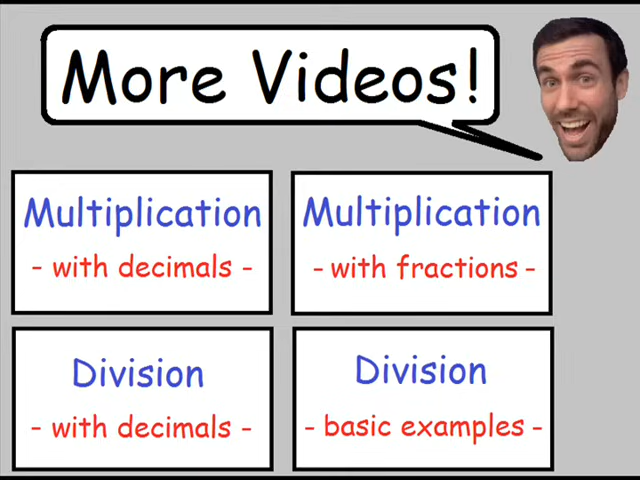 More Videos!
Multiplication
- with decimals -
Multiplication
- with fractions -
Division
- with decimals -
Division
- basic examples -